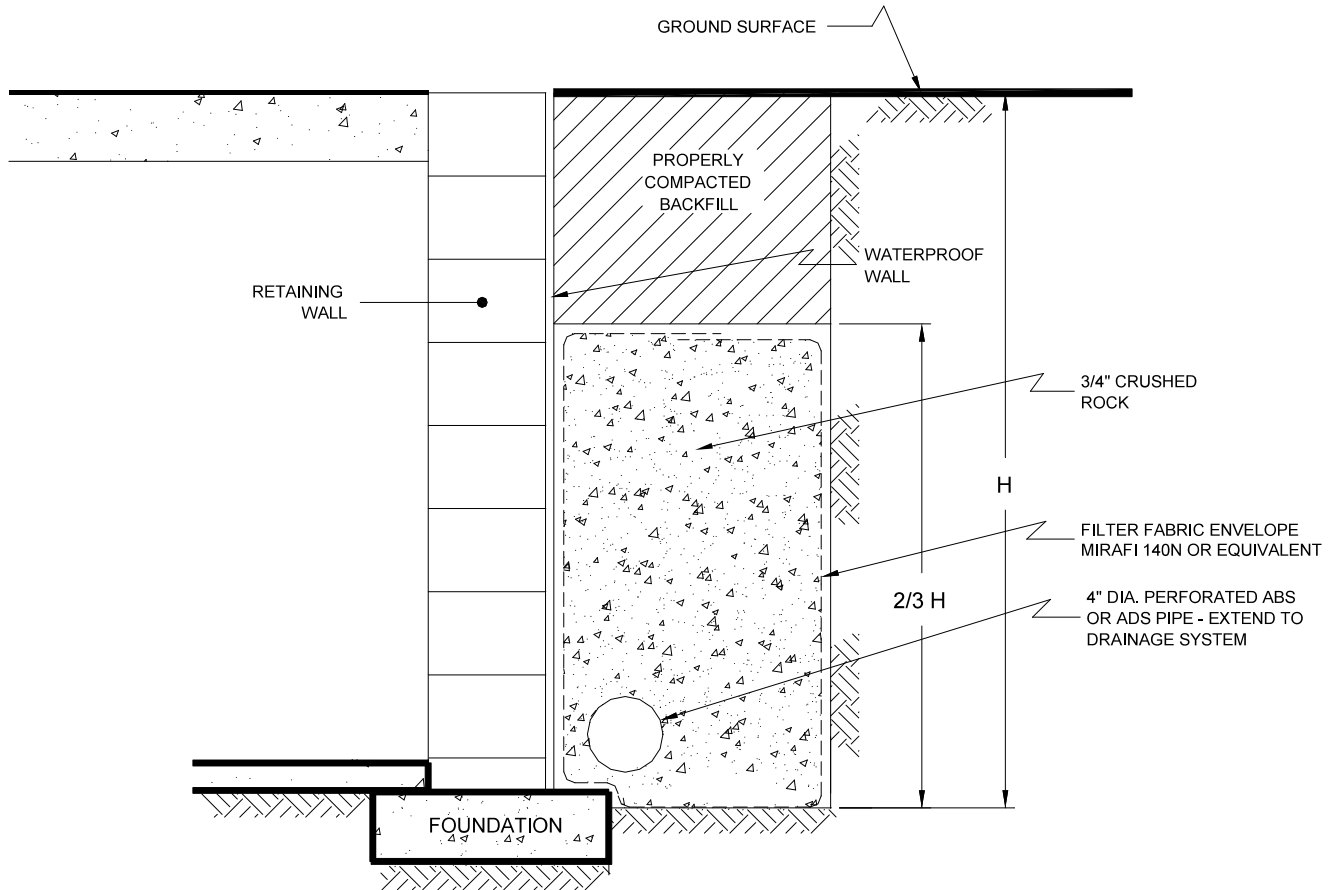 GROUND SURFACE
PROPERLY
COMPACTED
BACKFILL
WATERPROOF
WALL
RETAINING
WALL
3/4" CRUSHED
ROCK
H
FILTER FABRIC ENVELOPE
MIRAFI 140N OR EQUIVALENT
2/3 H
4" DIA. PERFORATED ABS
OR ADS PIPE - EXTEND TO
DRAINAGE SYSTEM
FOUNDATION